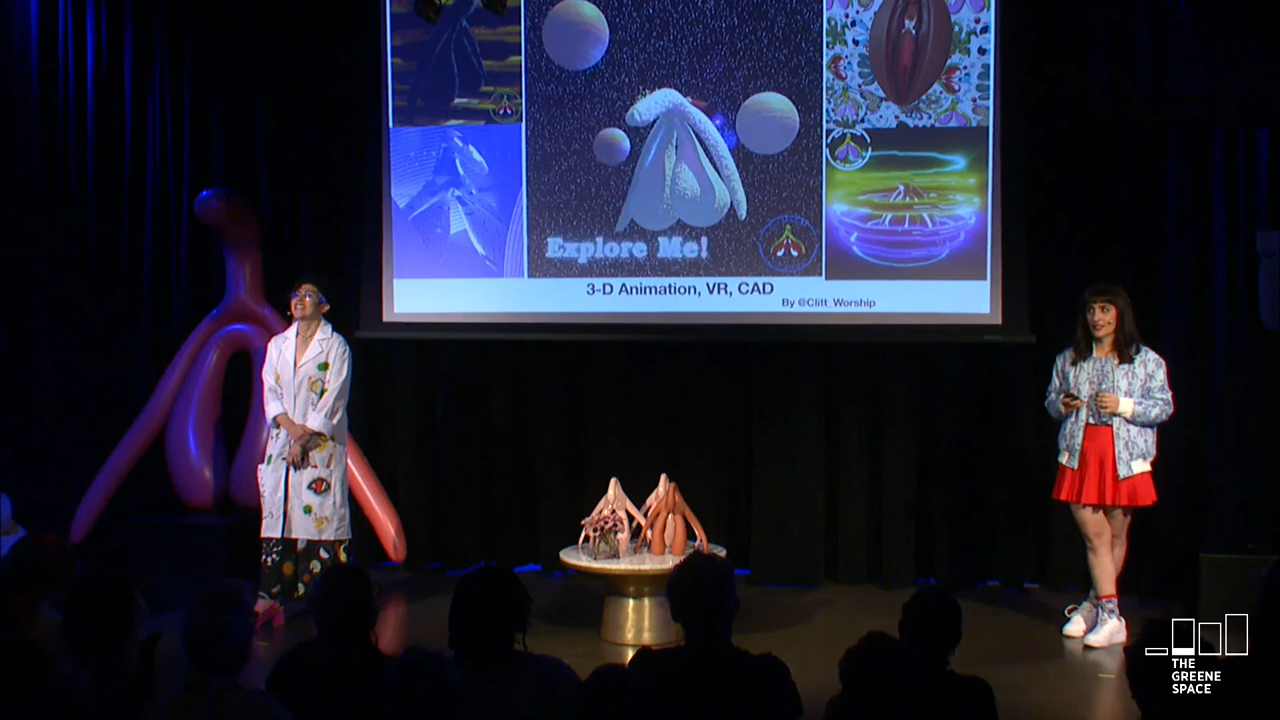 Explore Me!
3-D Animation, VR, CAD
By @Clitt_Worship
THE
GREENE
SPACE